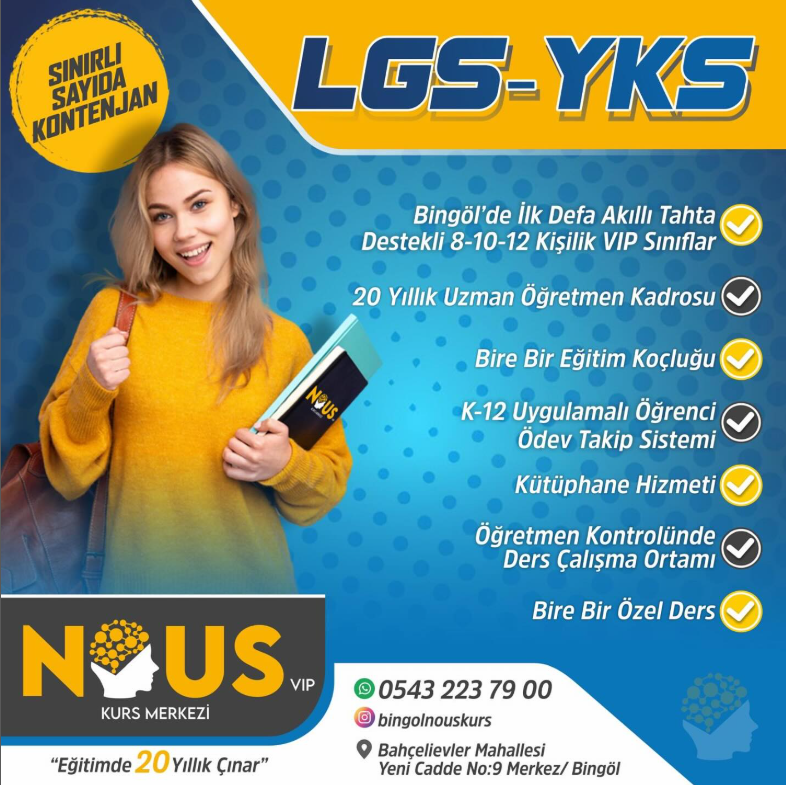 SINIRLI
SAYIDA
KONTENJAN
LGS-YKS
Bingöl'de İlk Defa Akıllı Tahta
Destekli 8-10-12 Kişilik VIP Sınıflar
20 Yıllık Uzman Öğretmen Kadrosu
Bire Bir Eğitim Koçluğu
K-12 Uygulamalı Öğrenci
Ödev Takip Sistemi
Kütüphane Hizmeti
Öğretmen Kontrolünde
Ders Çalışma Ortamı
Bire Bir Özel Ders
NOUS
NOUS VIP
KURS MERKEZİ
"Eğitimde 20 Yıllık Çınar"
0543 223 79 00
bingolnouskurs
Bahçelievler Mahallesi
Yeni Cadde No:9 Merkez/ Bingöl